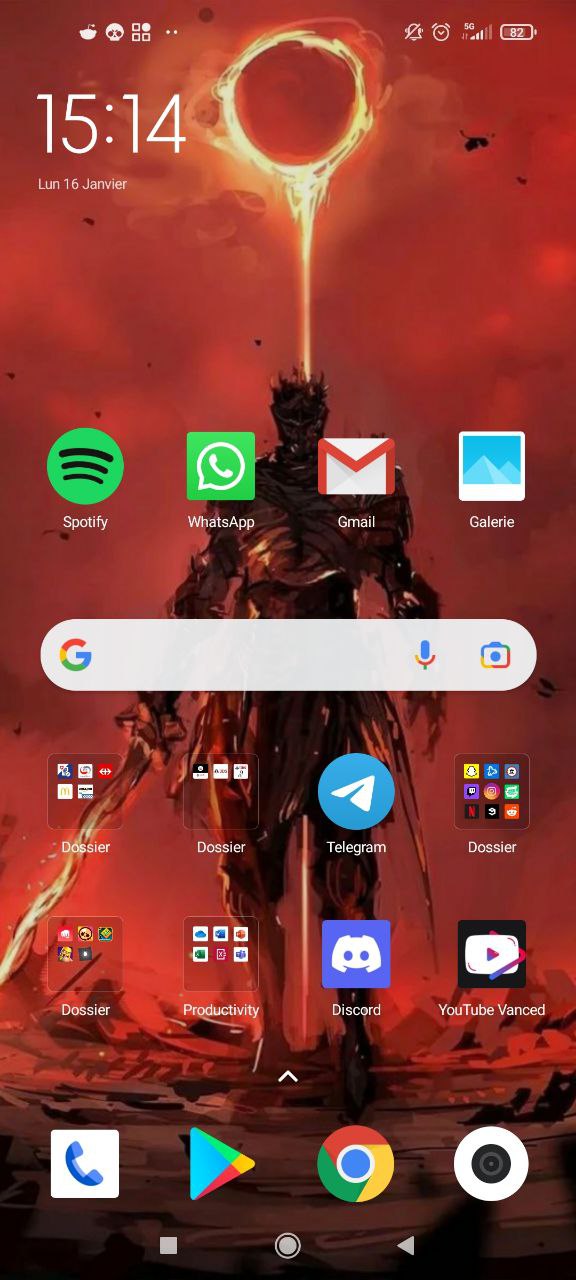 5G
82
15:14
Lun 16 Janvier
Spotify
WhatsApp
Gmail
Galerie
Dossier
Dossier
Telegram
Dossier
Dossier
Productivity
Discord
YouTube Vanced